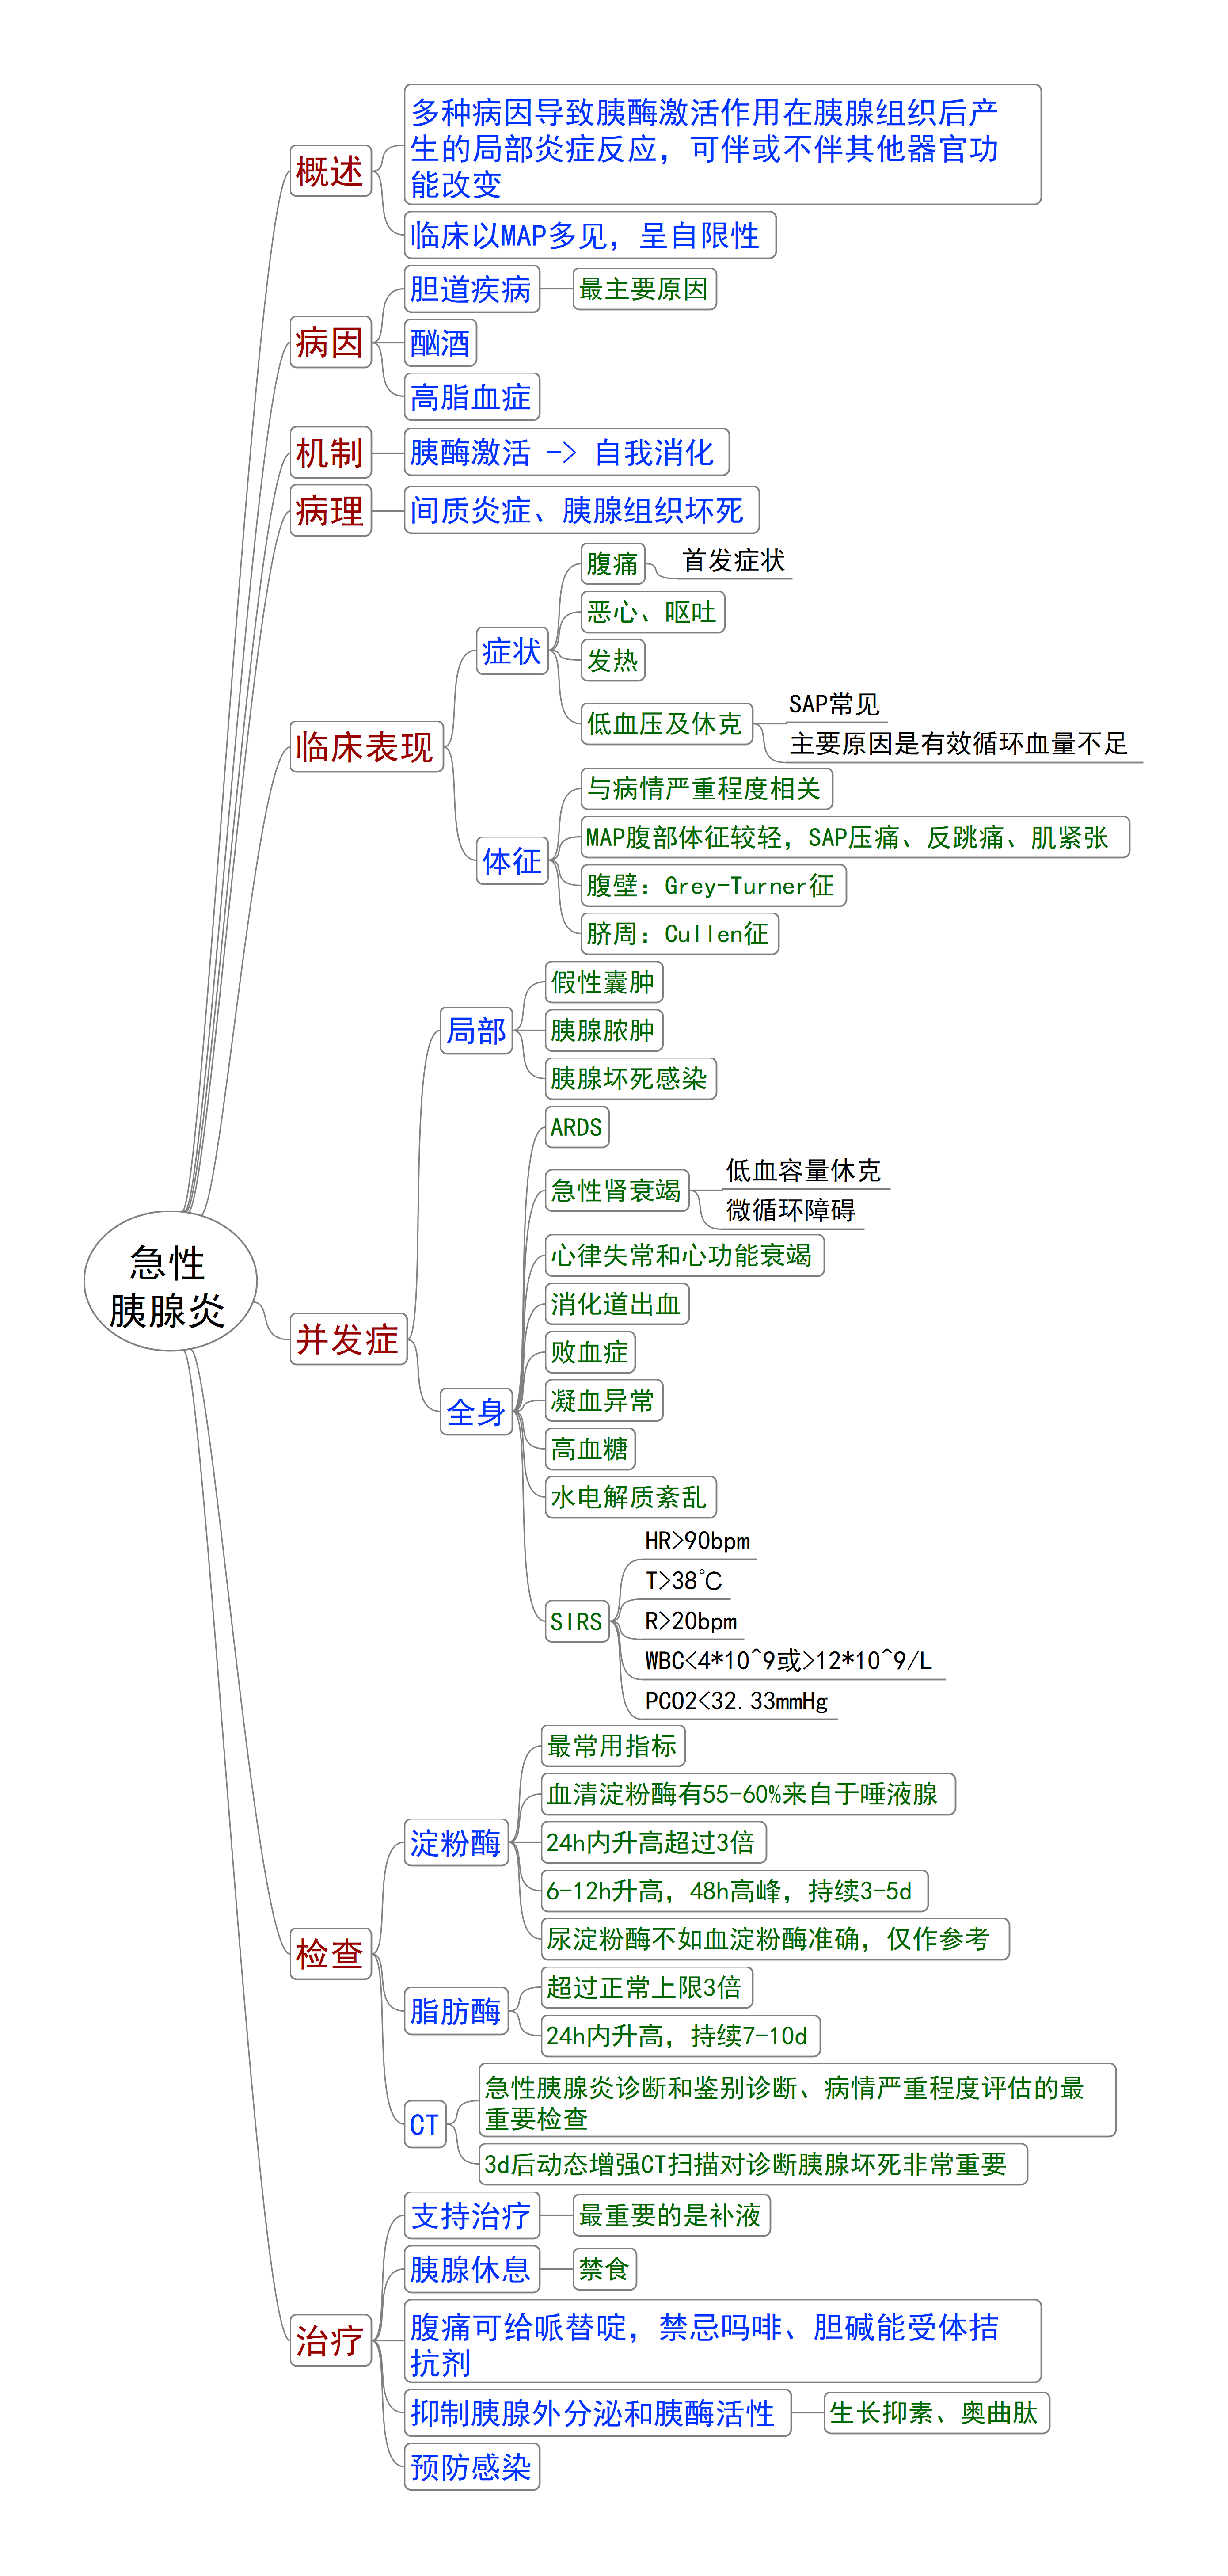 急性
胰腺炎
概述
多种病因导致胰酶激活作用在胰腺组织后产
生的局部炎症反应，可伴或不伴其他器官功
能改变
临床以MAP多见，呈自限性
病因
胆道疾病
最主要原因
酗酒
高脂血症
机制
胰酶激活 -> 自我消化
病理
间质炎症、胰腺组织坏死
临床表现
症状
腹痛
首发症状
恶心、呕吐
发热
低血压及休克
SAP常见
主要原因是有效循环血量不足
体征
与病情严重程度相关
MAP腹部体征较轻，SAP压痛、反跳痛、肌紧张
腹壁：Grey-Turner征
脐周：Cullen征
并发症
局部
假性囊肿
胰腺脓肿
胰腺坏死感染
全身
ARDS
急性肾衰竭
低血容量休克
微循环障碍
心律失常和心功能衰竭
消化道出血
败血症
凝血异常
高血糖
水电解质紊乱
SIRS
HR>90bpm
T>38℃
R>20bpm
WBC<4*10^9或>12*10^9/L
PCO2<32.33mmHg
检查
淀粉酶
最常用指标
血清淀粉酶有55-60%来自于唾液腺
24h内升高超过3倍
6-12h升高，48h高峰，持续3-5d
尿淀粉酶不如血淀粉酶准确，仅作参考
脂肪酶
超过正常上限3倍
24h内升高，持续7-10d
CT
急性胰腺炎诊断和鉴别诊断、病情严重程度评估的最
重要检查
3d后动态增强CT扫描对诊断胰腺坏死非常重要
治疗
支持治疗
最重要的是补液
胰腺休息
禁食
腹痛可给哌替啶，禁忌吗啡、胆碱能受体拮
抗剂
抑制胰腺外分泌和胰酶活性
生长抑素、奥曲肽
预防感染